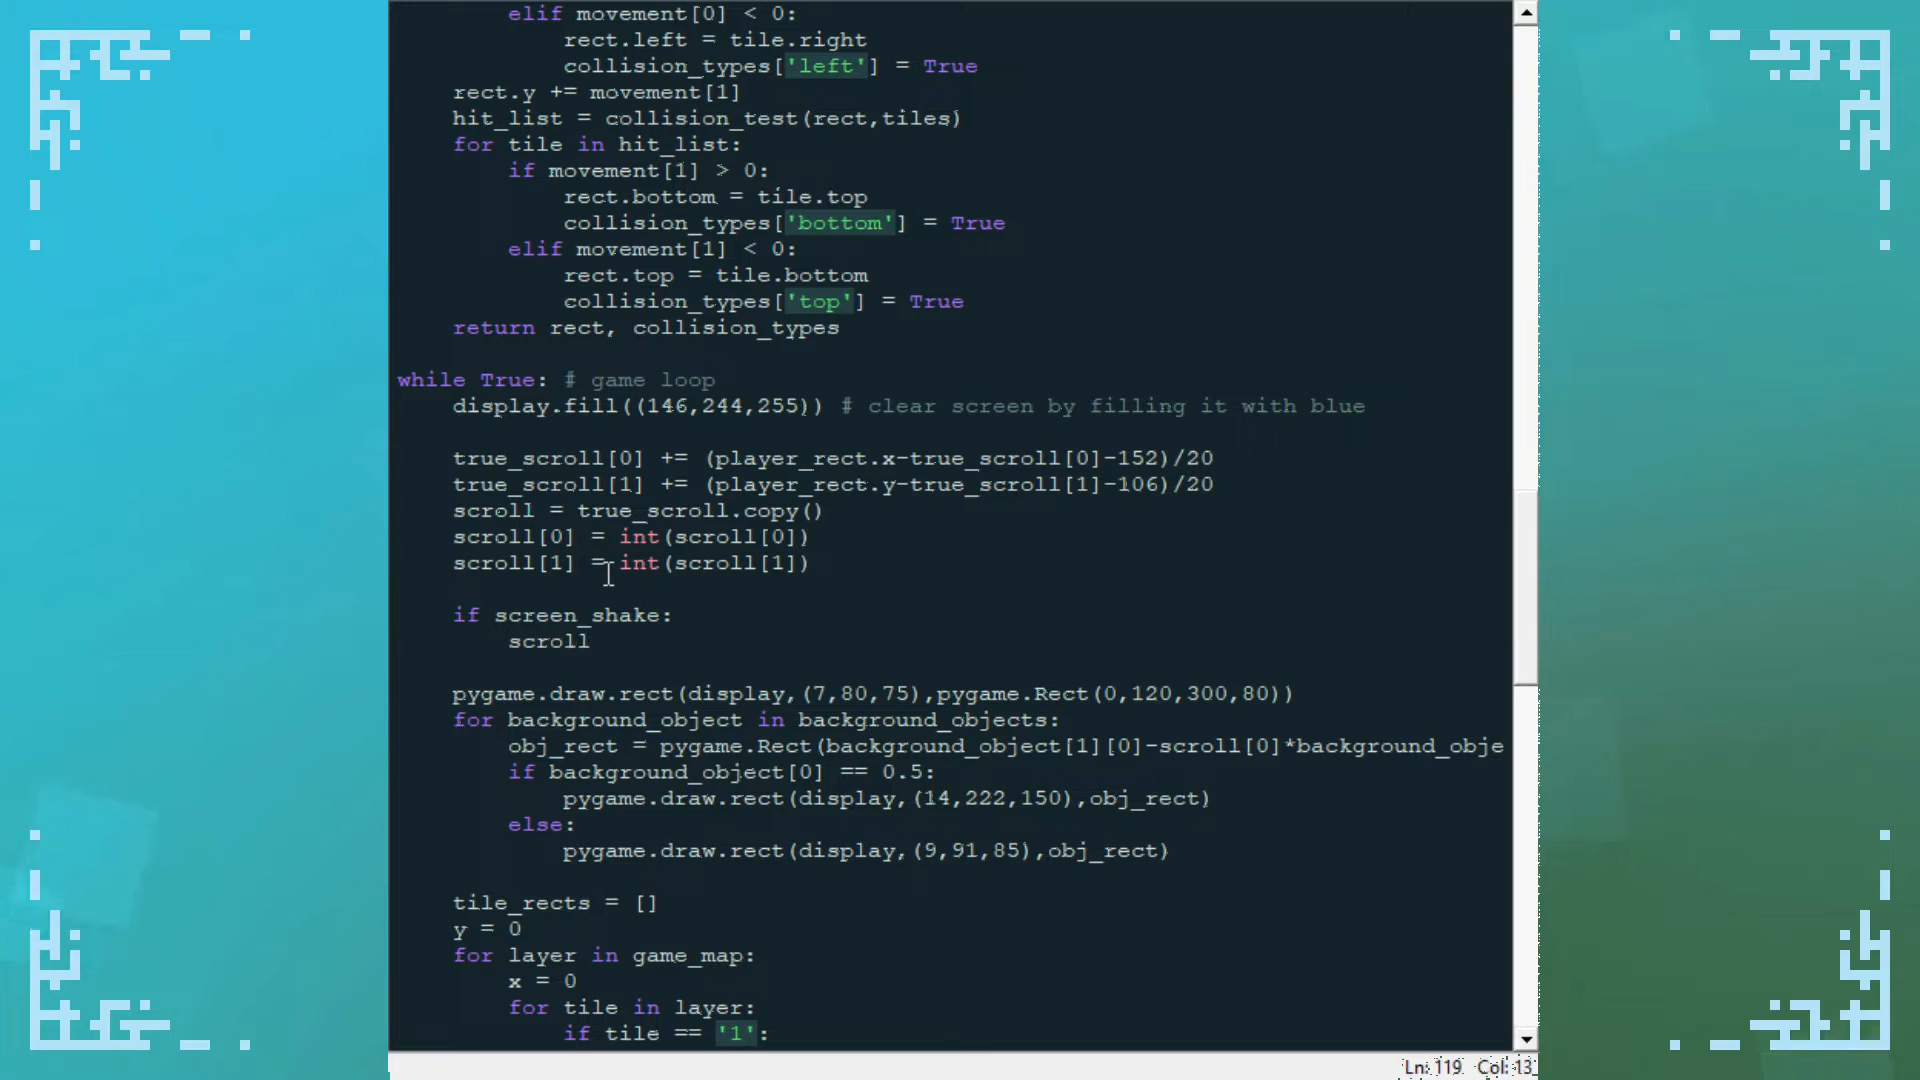 elif movement[0] < 0:
rect.left = tile.right
collision_types['left'] = True
rect.y += movement[1]
hit_list = collision_test(rect,tiles)
for tile in hit_list:
if movement[1] > 0:
rect.bottom = tile.top
collision_types['bottom'] = True
elif movement[1] < 0:
rect.top = tile.bottom
collision_types['top'] = True
return rect, collision_types
while True: # game loop
display.fill((146,244,255)) # clear screen by filling it with blue
true_scroll[0] += (player_rect.x-true_scroll[0]-152)/20
true_scroll[1] += (player_rect.y-true_scroll[1]-106)/20
scroll = true_scroll.copy()
scroll[0] = int(scroll[0])
scroll[1] = int(scroll[1])
if screen_shake:
scroll
pygame.draw.rect(display,(7,80,75),pygame.Rect(0,120,300,80))
for background_object in background_objects:
obj_rect = pygame.Rect(background_object[1][0]-scroll[0]*background_obje
if background_object[0] == 0.5:
pygame.draw.rect(display,(14,222,150),obj_rect)
else:
pygame.draw.rect(display,(9,91,85),obj_rect)
tile_rects = []
y = 0
for layer in game_map:
x = 0
for tile in layer:
if tile == '1':
Ln: 119 Col: 13